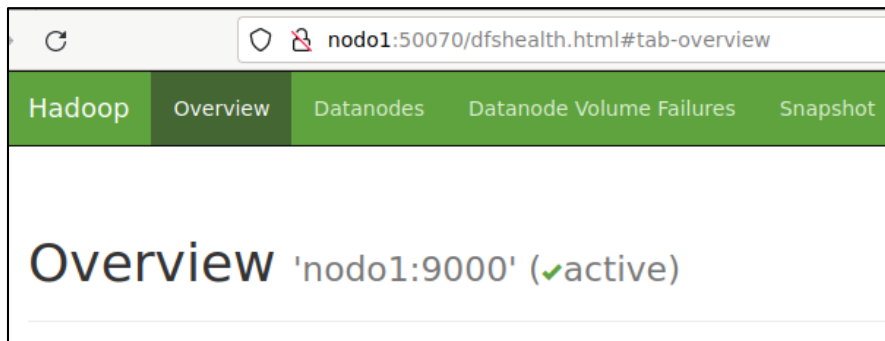 nodo1:50070/dfshealth.html#tab-overview
Hadoop Overview Datanodes Datanode Volume Failures Snapshot
Overview 'nodo1:9000' (✔active)